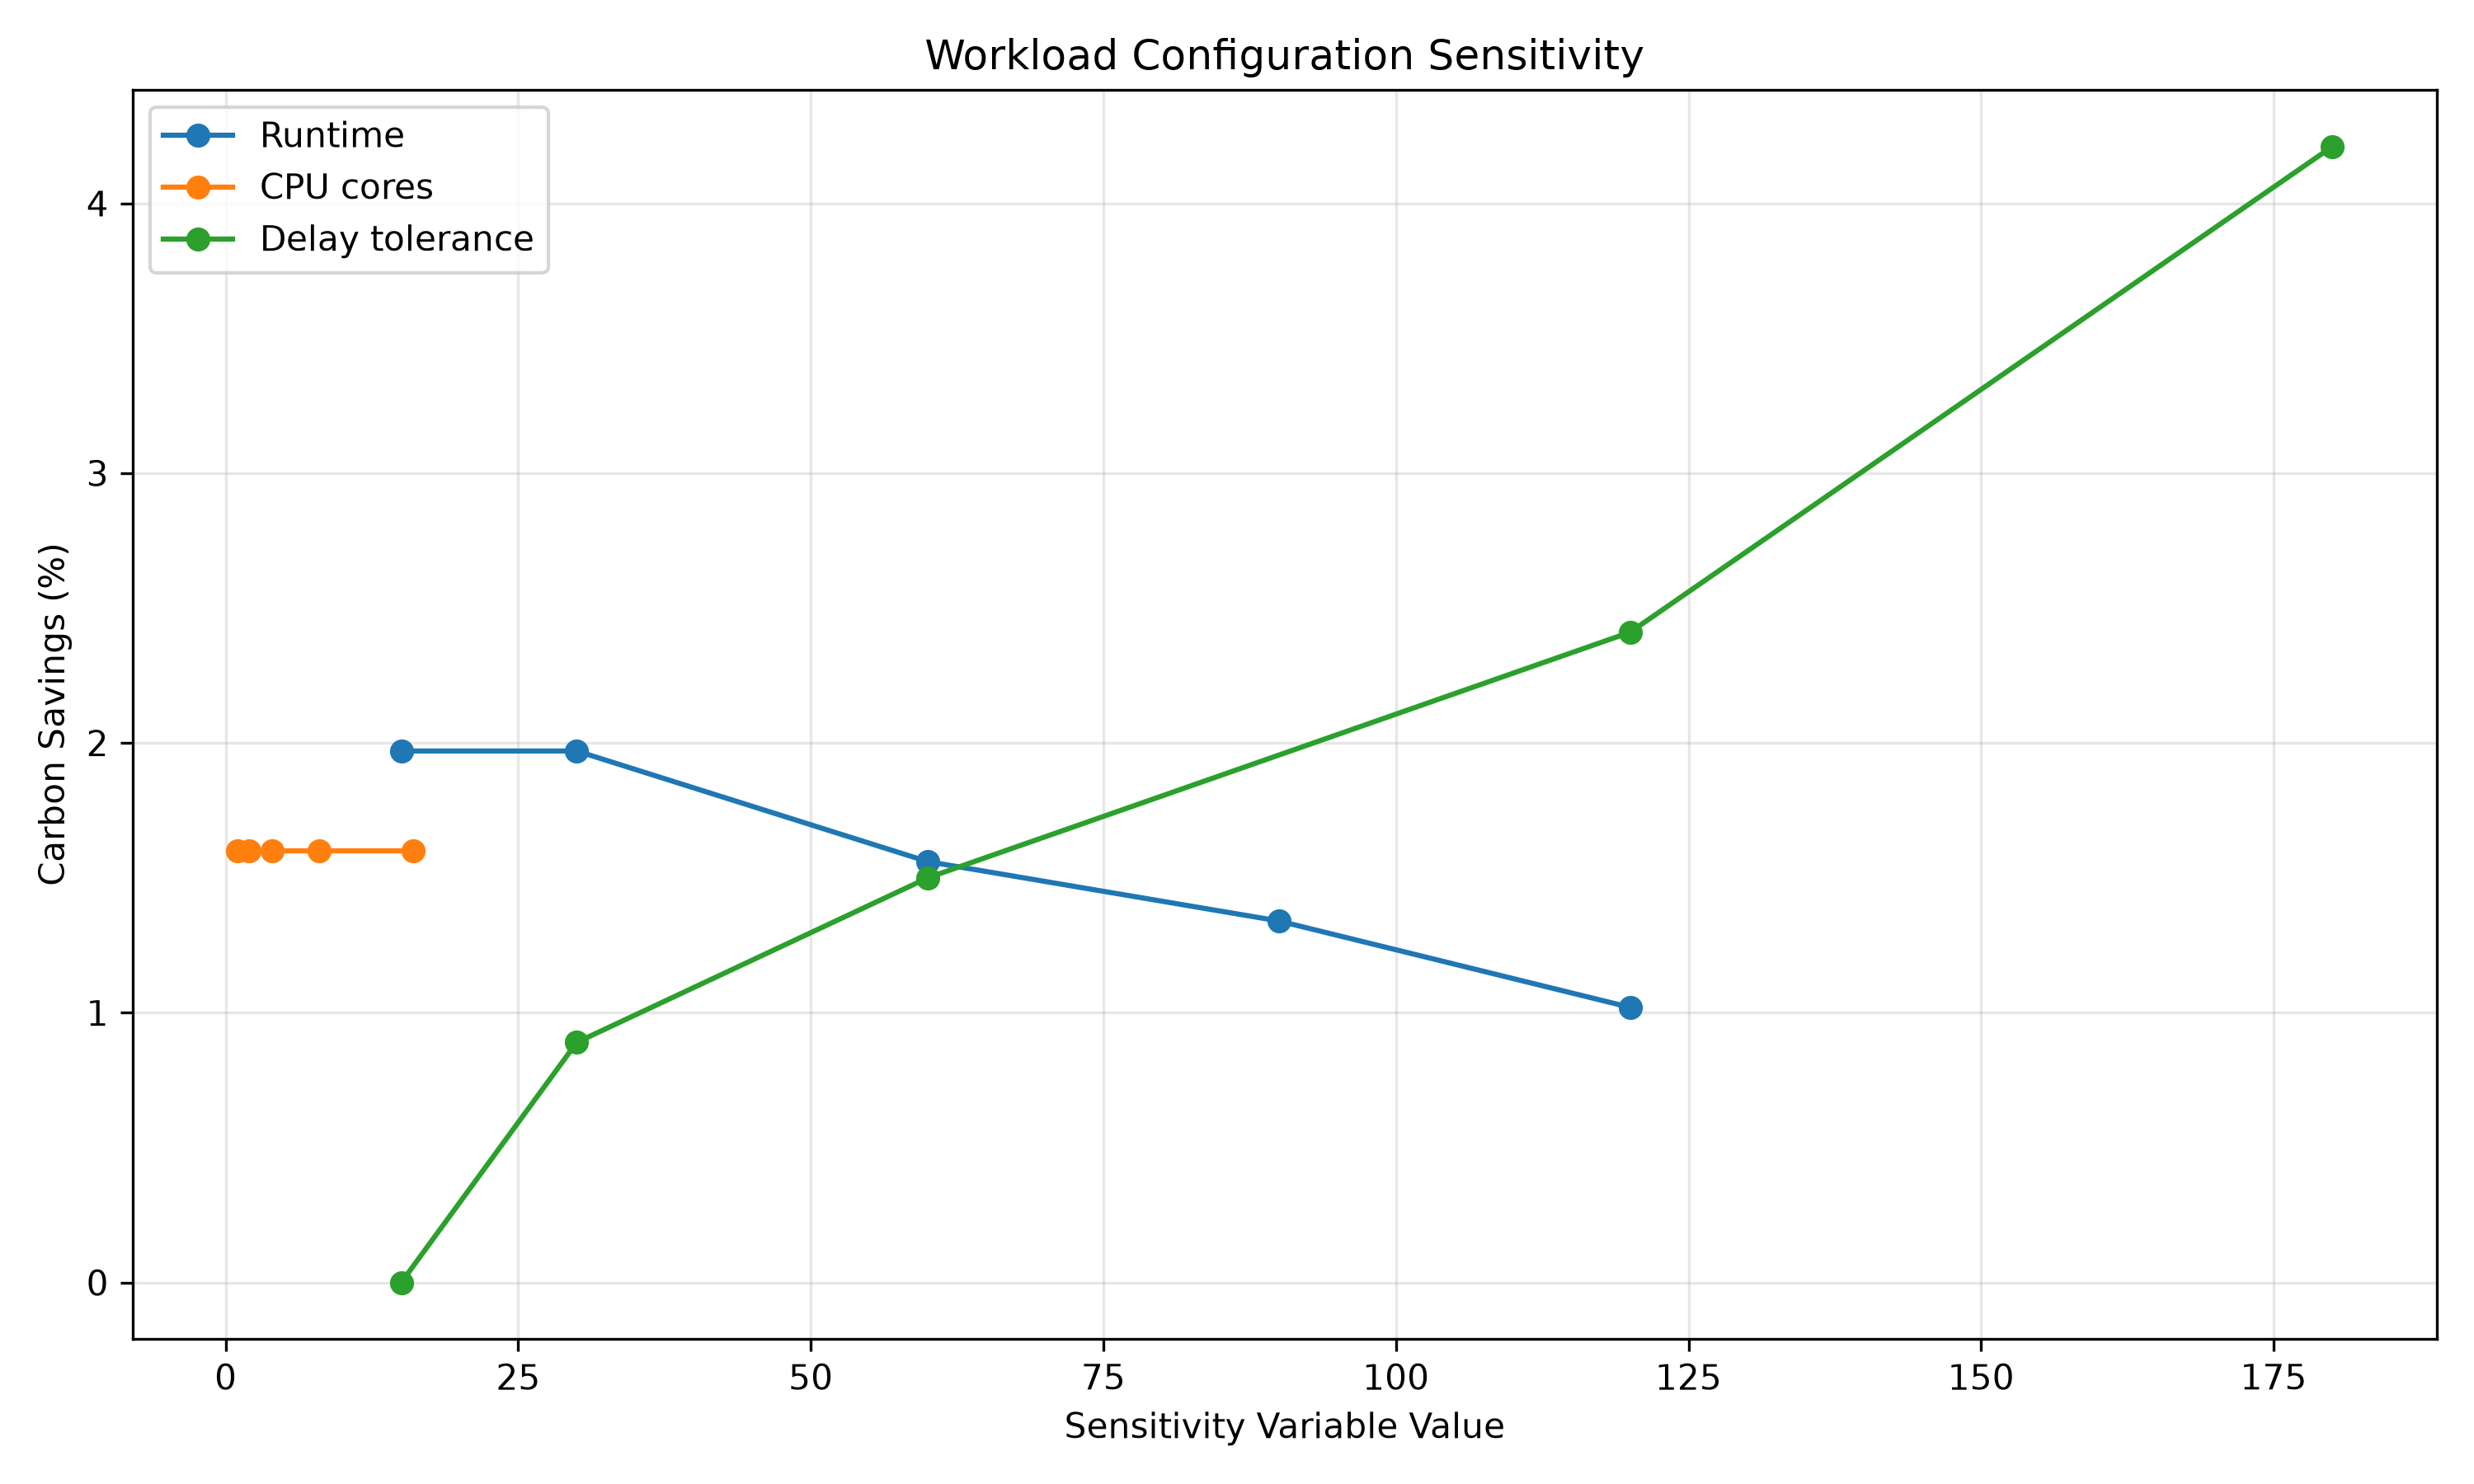 Workload Configuration Sensitivity
Runtime
CPU cores
Delay tolerance
Carbon Savings (%)
4
3
2
1
0
0 25 50 75 100 125 150 175
Sensitivity Variable Value